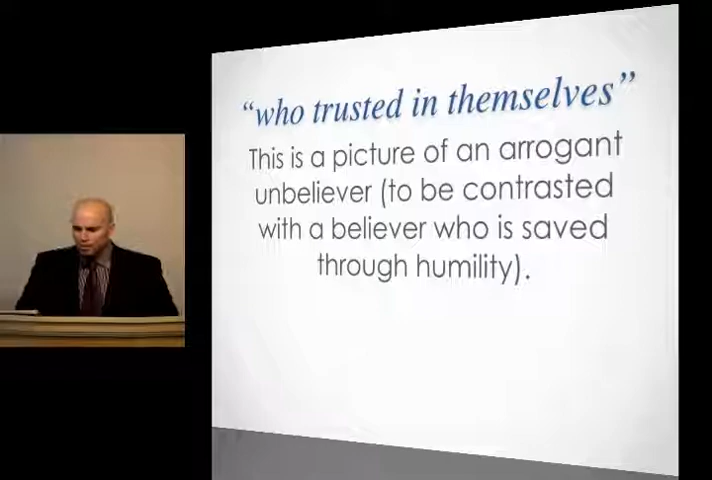 “who trusted in themselves”
This is a picture of an arrogant
unbeliever (to be contrasted
with a believer who is saved
through humility).